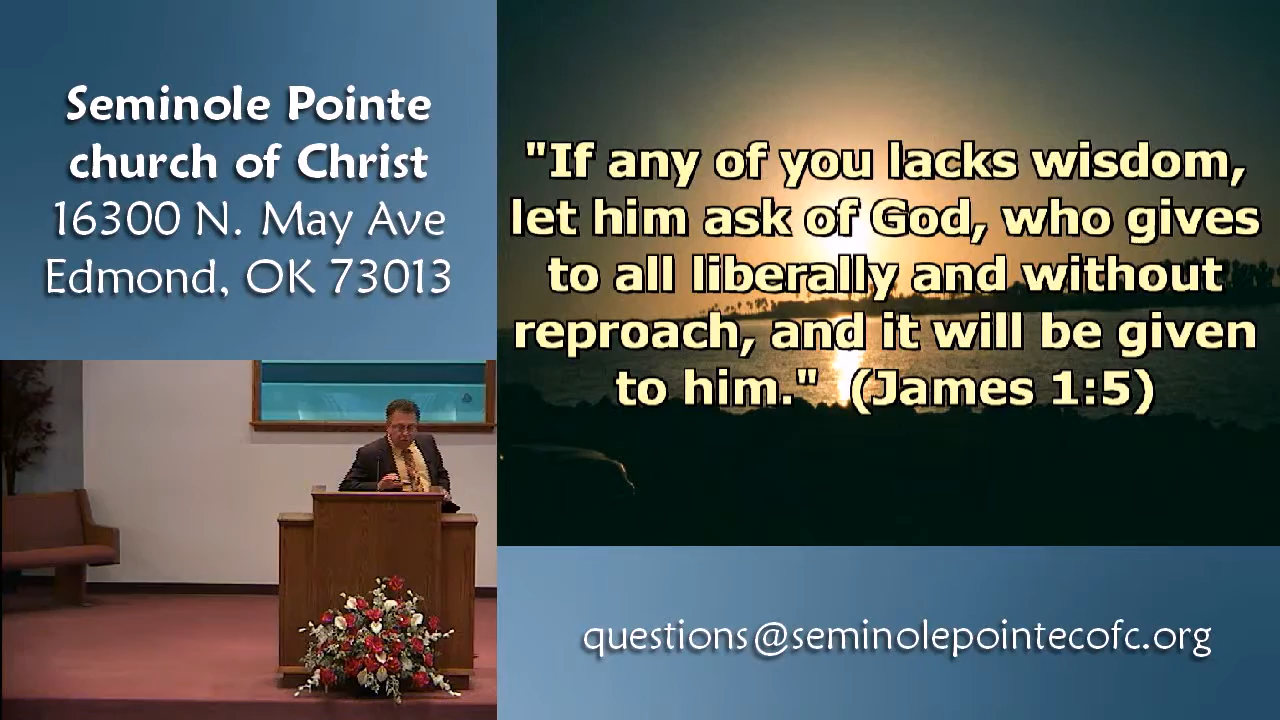 Seminole Pointe
church of Christ
16300 N. May Ave
Edmond, OK 73013
"If any of you lacks wisdom,
let him ask of God, who gives
to all liberally and without
reproach, and it will be given
to him."  (James 1:5)
questions@seminolepointecofc.org